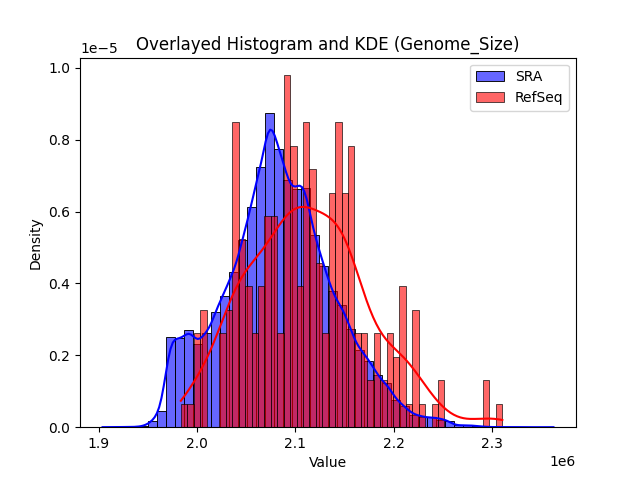 Overlayed Histogram and KDE (Genome_Size)
1e−5
SRA
RefSeq
1.0
0.8
0.6
0.4
0.2
0.0
Density
1.9 2.0 2.1 2.2 2.3
Value
1e6